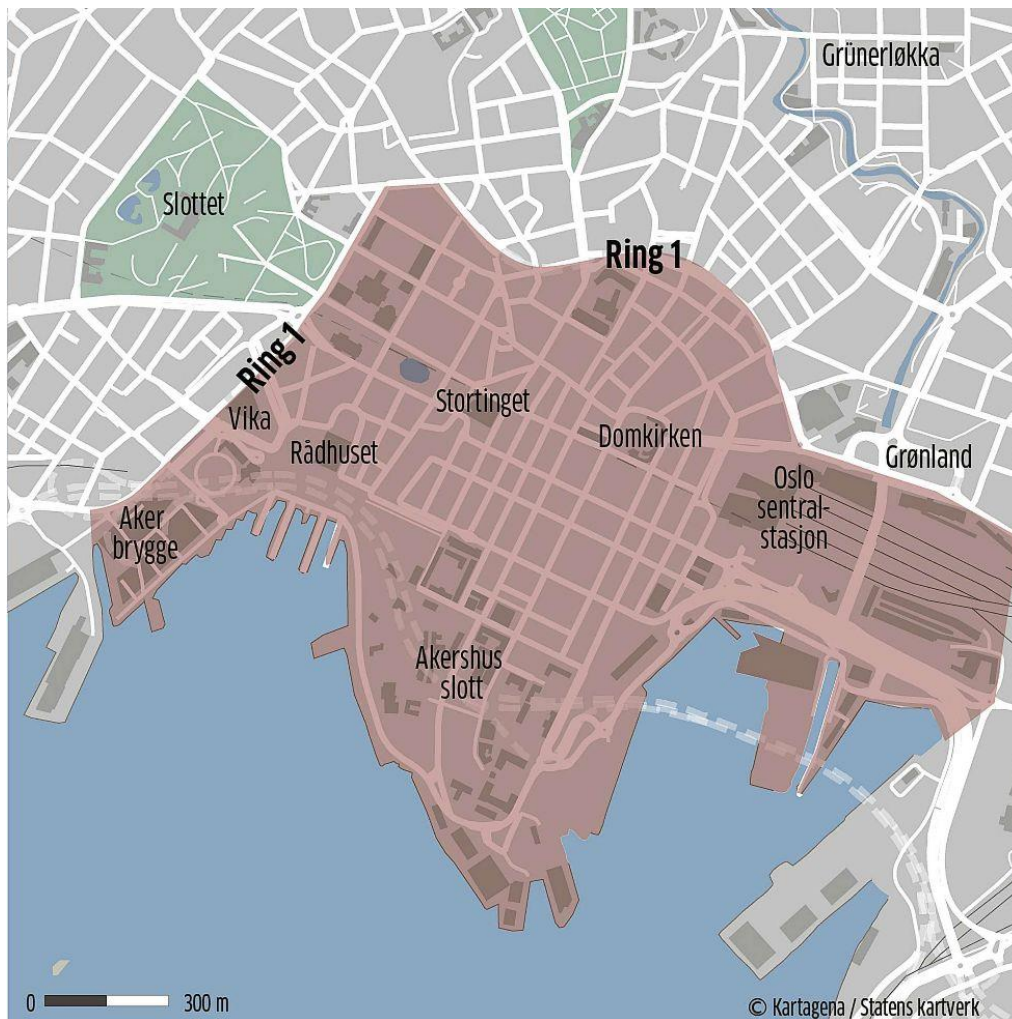 Grünerløkka
Slottet
Ring 1
Ring 1
Vika
Stortinget
Rådhuset
Domkirken
Grønland
Oslo
sentral-
stasjon
Aker
brygge
Akershus
slott
0 300 m
© Kartagena / Statens kartverk